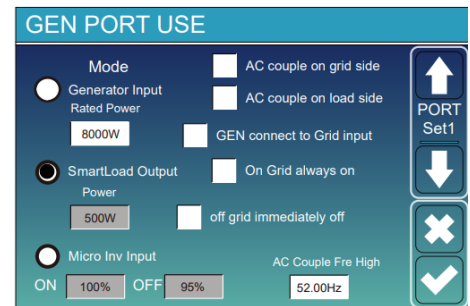 GEN PORT USE
Mode
AC couple on grid side
Generator Input
Rated Power
AC couple on load side
PORT
Set1
8000W
GEN connect to Grid input
SmartLoad Output
On Grid always on
Power
500W
off grid immediately off
Micro Inv Input
AC Couple Fre High
ON 100% OFF 95%
52.00Hz